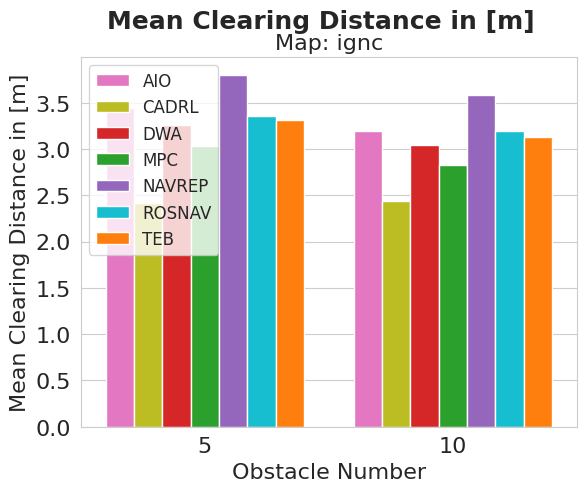 Mean Clearing Distance in [m]
Map: ignc
Mean Clearing Distance in [m]
3.5
3.0
2.5
2.0
1.5
1.0
0.5
0.0
AIO
CADRL
DWA
MPC
NAVREP
ROSNAV
TEB
5
10
Obstacle Number